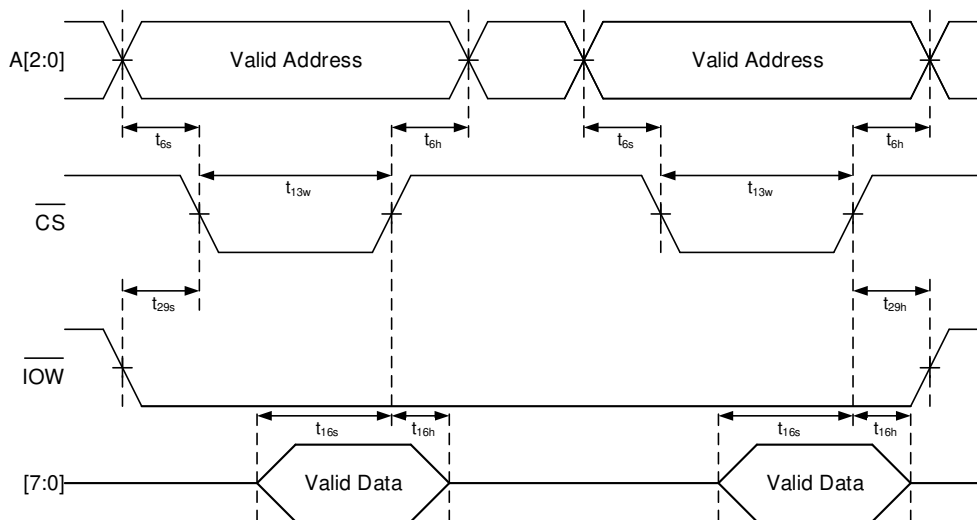 A[2:0] Valid Address Valid Address
t6s t6h t6s t6h
t13w t13w
CS
t29s t29h
IOW
t16s t16h t16s t16h
[7:0] Valid Data Valid Data